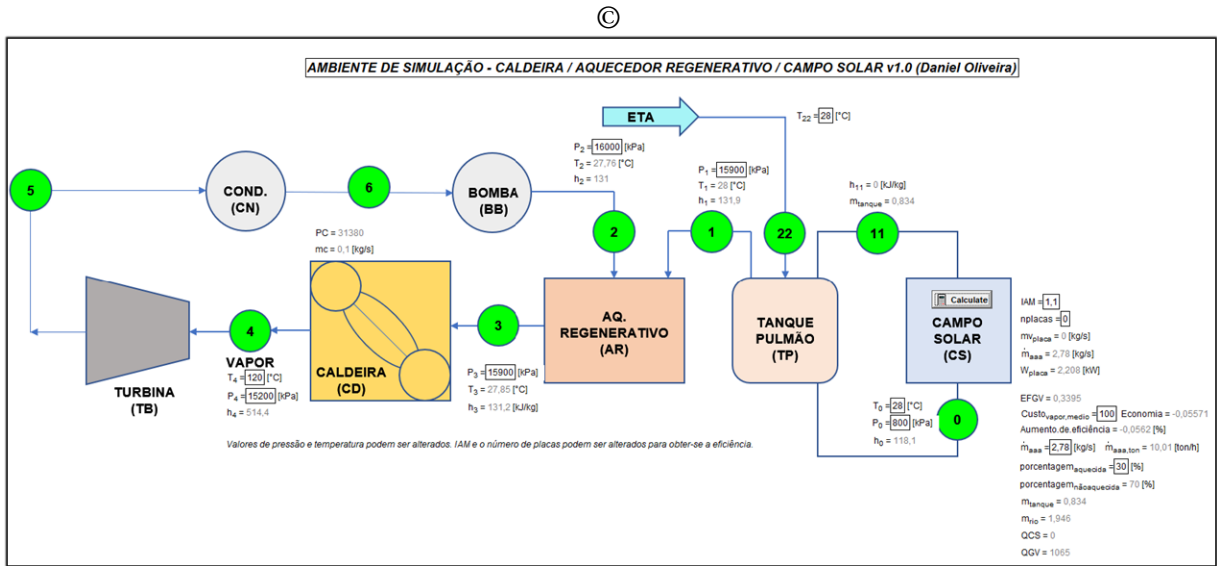 ©
AMBIENTE DE SIMULAÇÃO - CALDEIRA / AQUECEDOR REGENERATIVO / CAMPO SOLAR v1.0 (Daniel Oliveira)
ETA
T22 = 28 [°C]
P2 = 16000 [kPa]
T2 = 27,76 [°C]
h2 = 131
P1 = 15900 [kPa]
T1 = 28 [°C]
h1 = 131,9
h11 = 0 [kJ/kg]
mtanque = 0,834
5
COND.
(CN)
6
BOMBA
(BB)
2
1
22
11
PC = 31380
mc = 0,1 [kg/s]
TURBINA
(TB)
4
VAPOR
T4 = 120 [°C]
P4 = 15200 [kPa]
h4 = 514,4
CALDEIRA
(CD)
3
P3 = 15900 [kPa]
T3 = 27,85 [°C]
h3 = 131,2 [kJ/kg]
AQ.
REGENERATIVO
(AR)
TANQUE
PULMÃO
(TP)
Calculate
CAMPO
SOLAR
(CS)
T0 = 28 [°C]
P0 = 800 [kPa]
h0 = 118,1
0
IAM = 1,1
nplacas = 0
mvplaca = 0 [kg/s]
ṁaaa = 2,78 [kg/s]
Wplaca = 2,208 [kW]
EFGV = 0,3395
Custovapor,medio = 100 Economia = -0,05571
Aumento.de.eficiência = -0,0562 [%]
ṁaaa = 2,78 [kg/s] ṁaaa,ton = 10,01 [ton/h]
porcentagemaquecida = 30 [%]
porcentagemnãoaquecida = 70 [%]
mtanque = 0,834
mrio = 1,946
QCS = 0
QGV = 1065
Valores de pressão e temperatura podem ser alterados. IAM e o número de placas podem ser alterados para obter-se a eficiência.